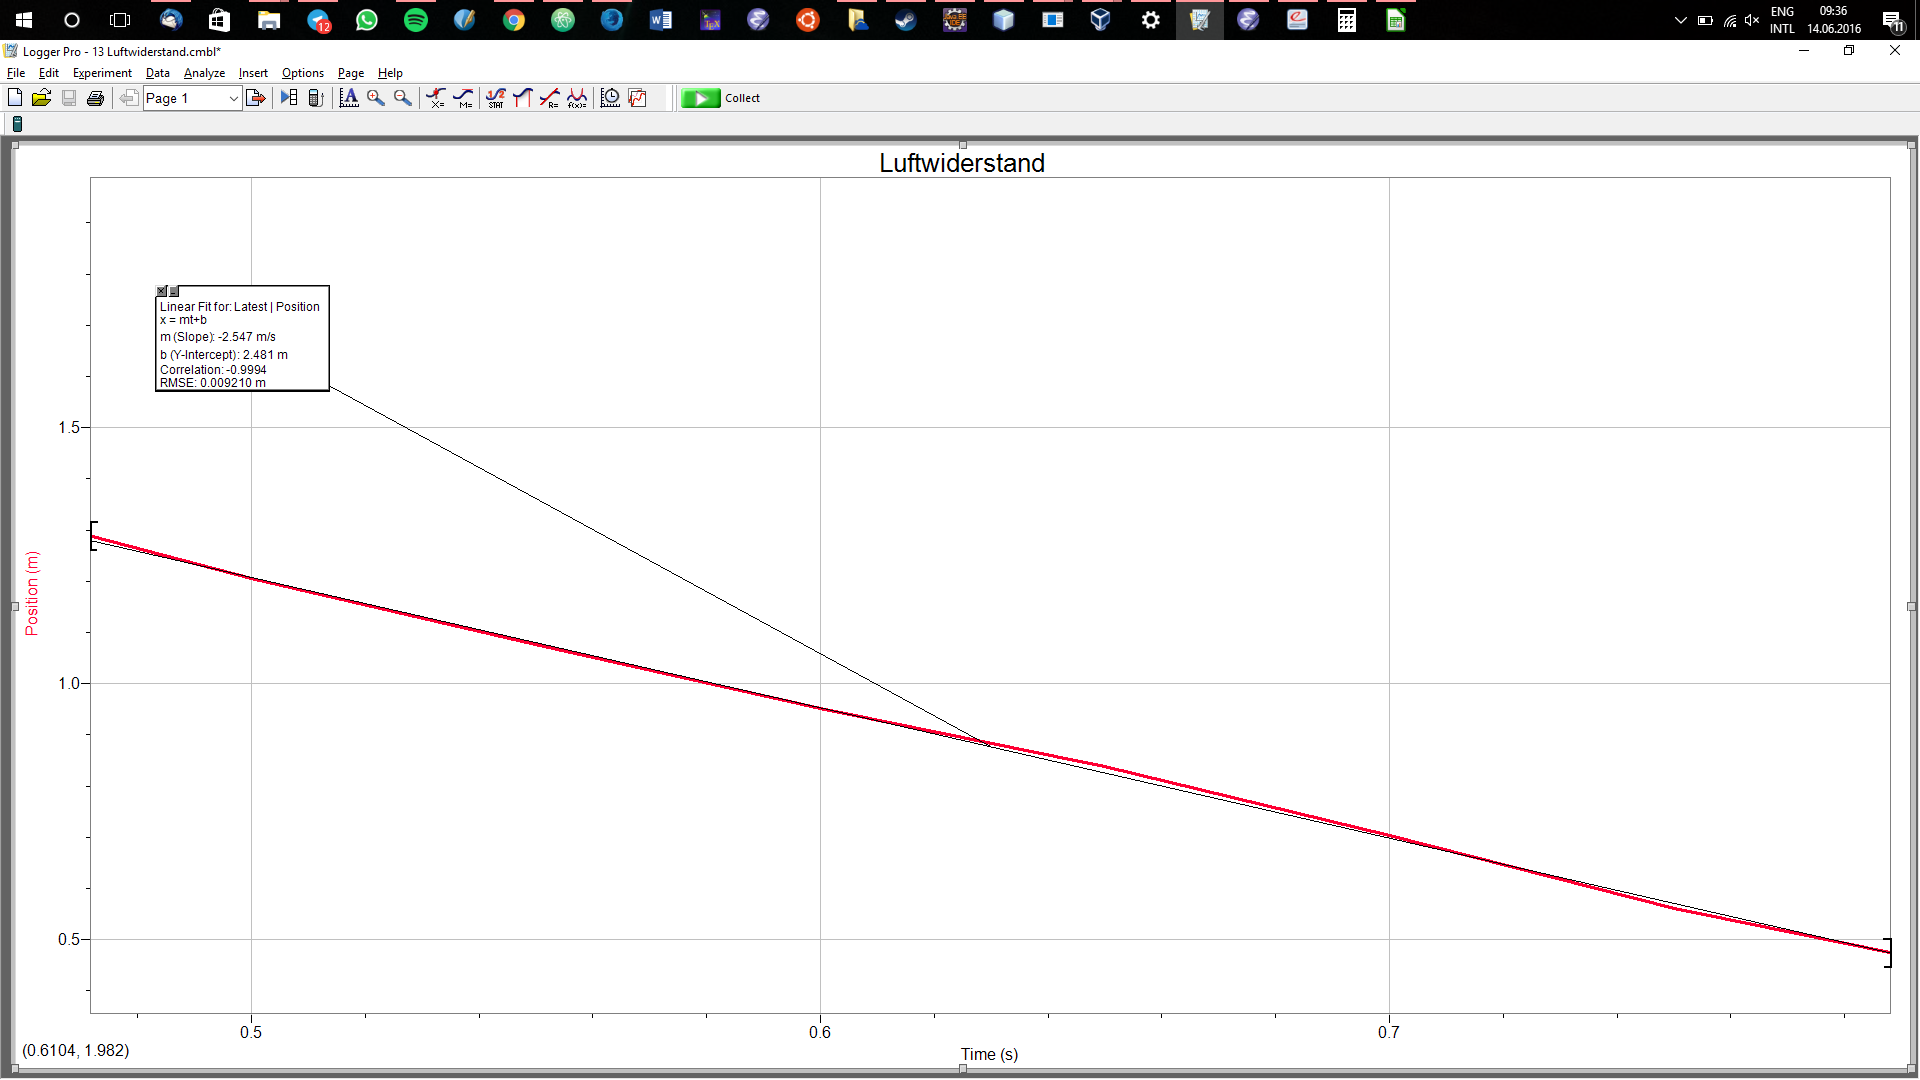 12
ENG
INTL
09:36
14.06.2016
11
Logger Pro - 13 Luftwiderstand.cmbl*
File Edit Experiment Data Analyze Insert Options Page Help
Page 1
X=
M=
STAT
R=
f(x)=
Collect
Luftwiderstand
Linear Fit for: Latest | Position
x = mt+b
m (Slope): -2.547 m/s
b (Y-Intercept): 2.481 m
Correlation: -0.9994
RMSE: 0.009210 m
1.5
1.0
0.5
Position (m)
0.5 0.6 0.7
(0.6104, 1.982)
Time (s)